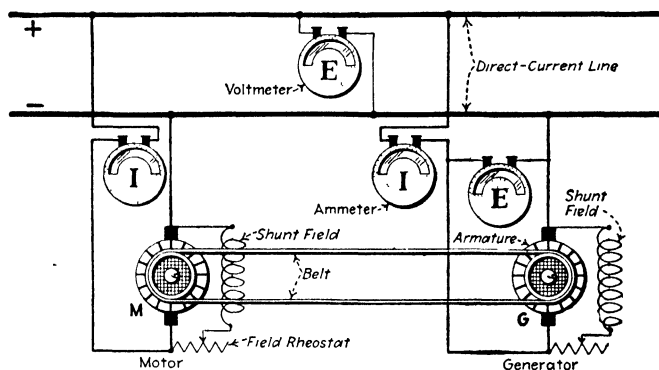 +
E
Voltmeter
Direct-Current Line
−
I
I
E
Ammeter
Shunt
Field
Shunt Field
Armature
Belt
M
G
Field Rheostat
Motor
Generator